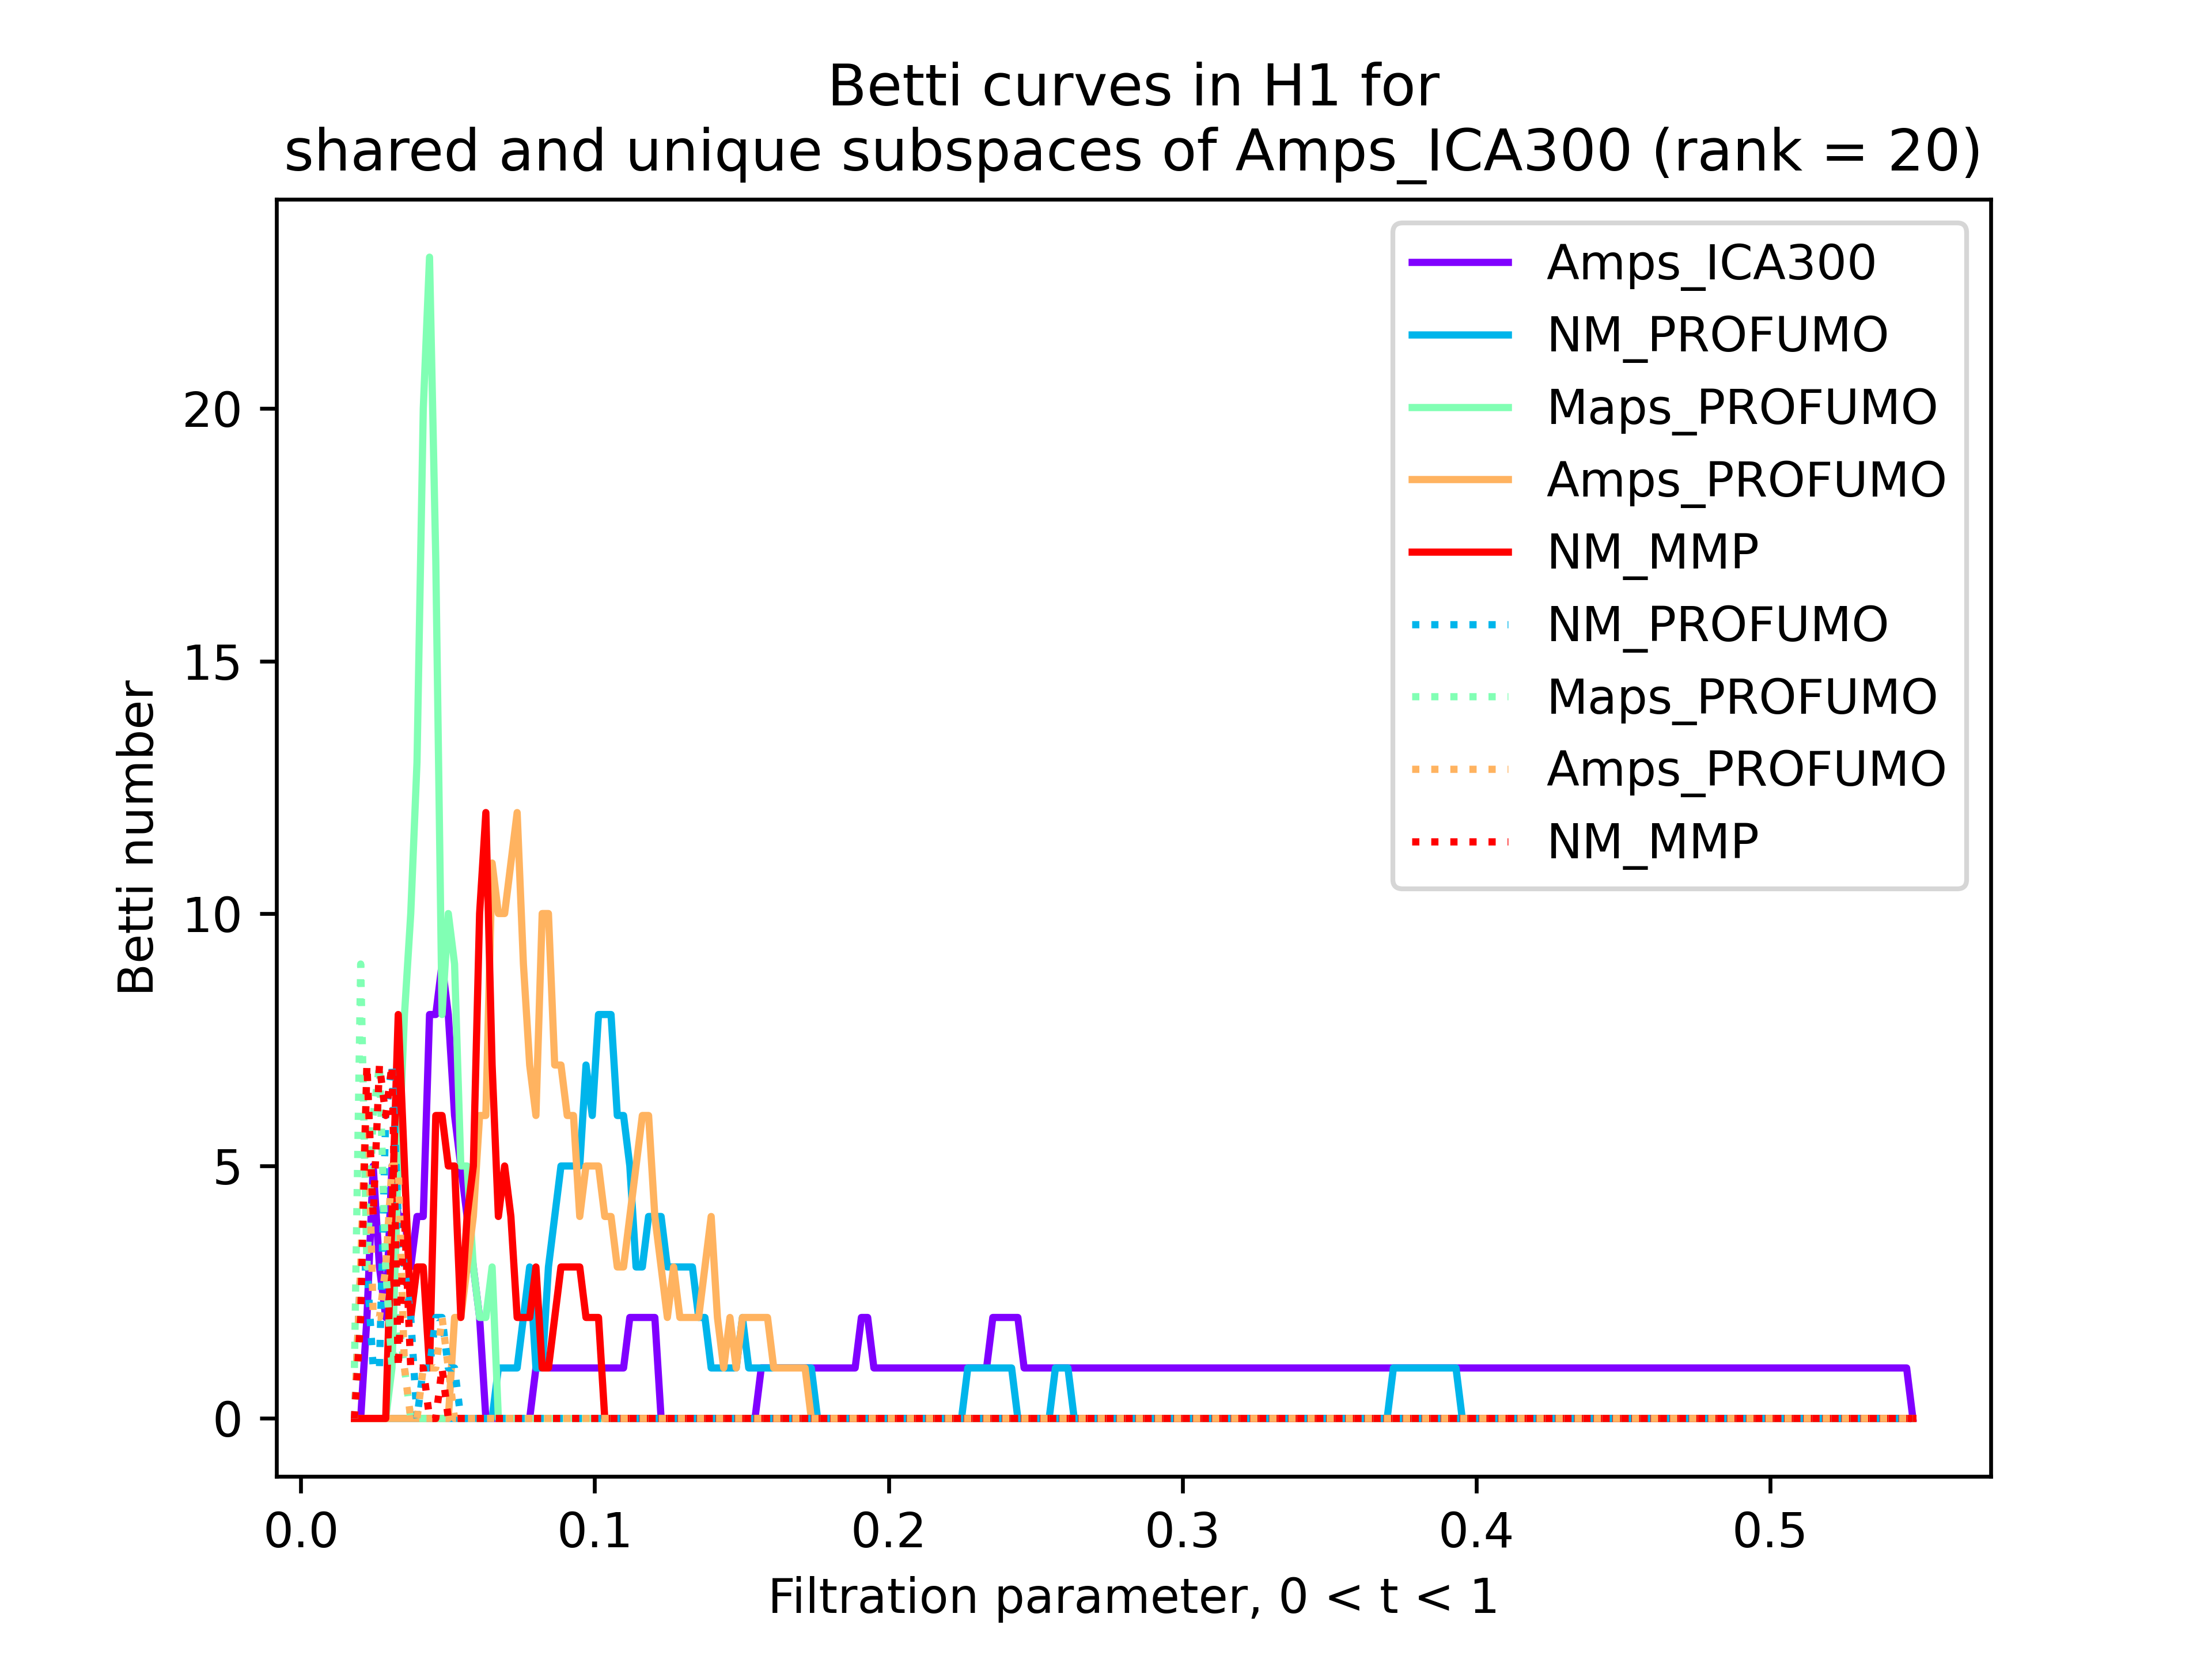 Betti curves in H1 for
shared and unique subspaces of Amps_ICA300 (rank = 20)
Amps_ICA300
NM_PROFUMO
Maps_PROFUMO
Amps_PROFUMO
NM_MMP
NM_PROFUMO
Maps_PROFUMO
Amps_PROFUMO
NM_MMP
Betti number
20
15
10
5
0
0.0 0.1 0.2 0.3 0.4 0.5
Filtration parameter, 0 < t < 1